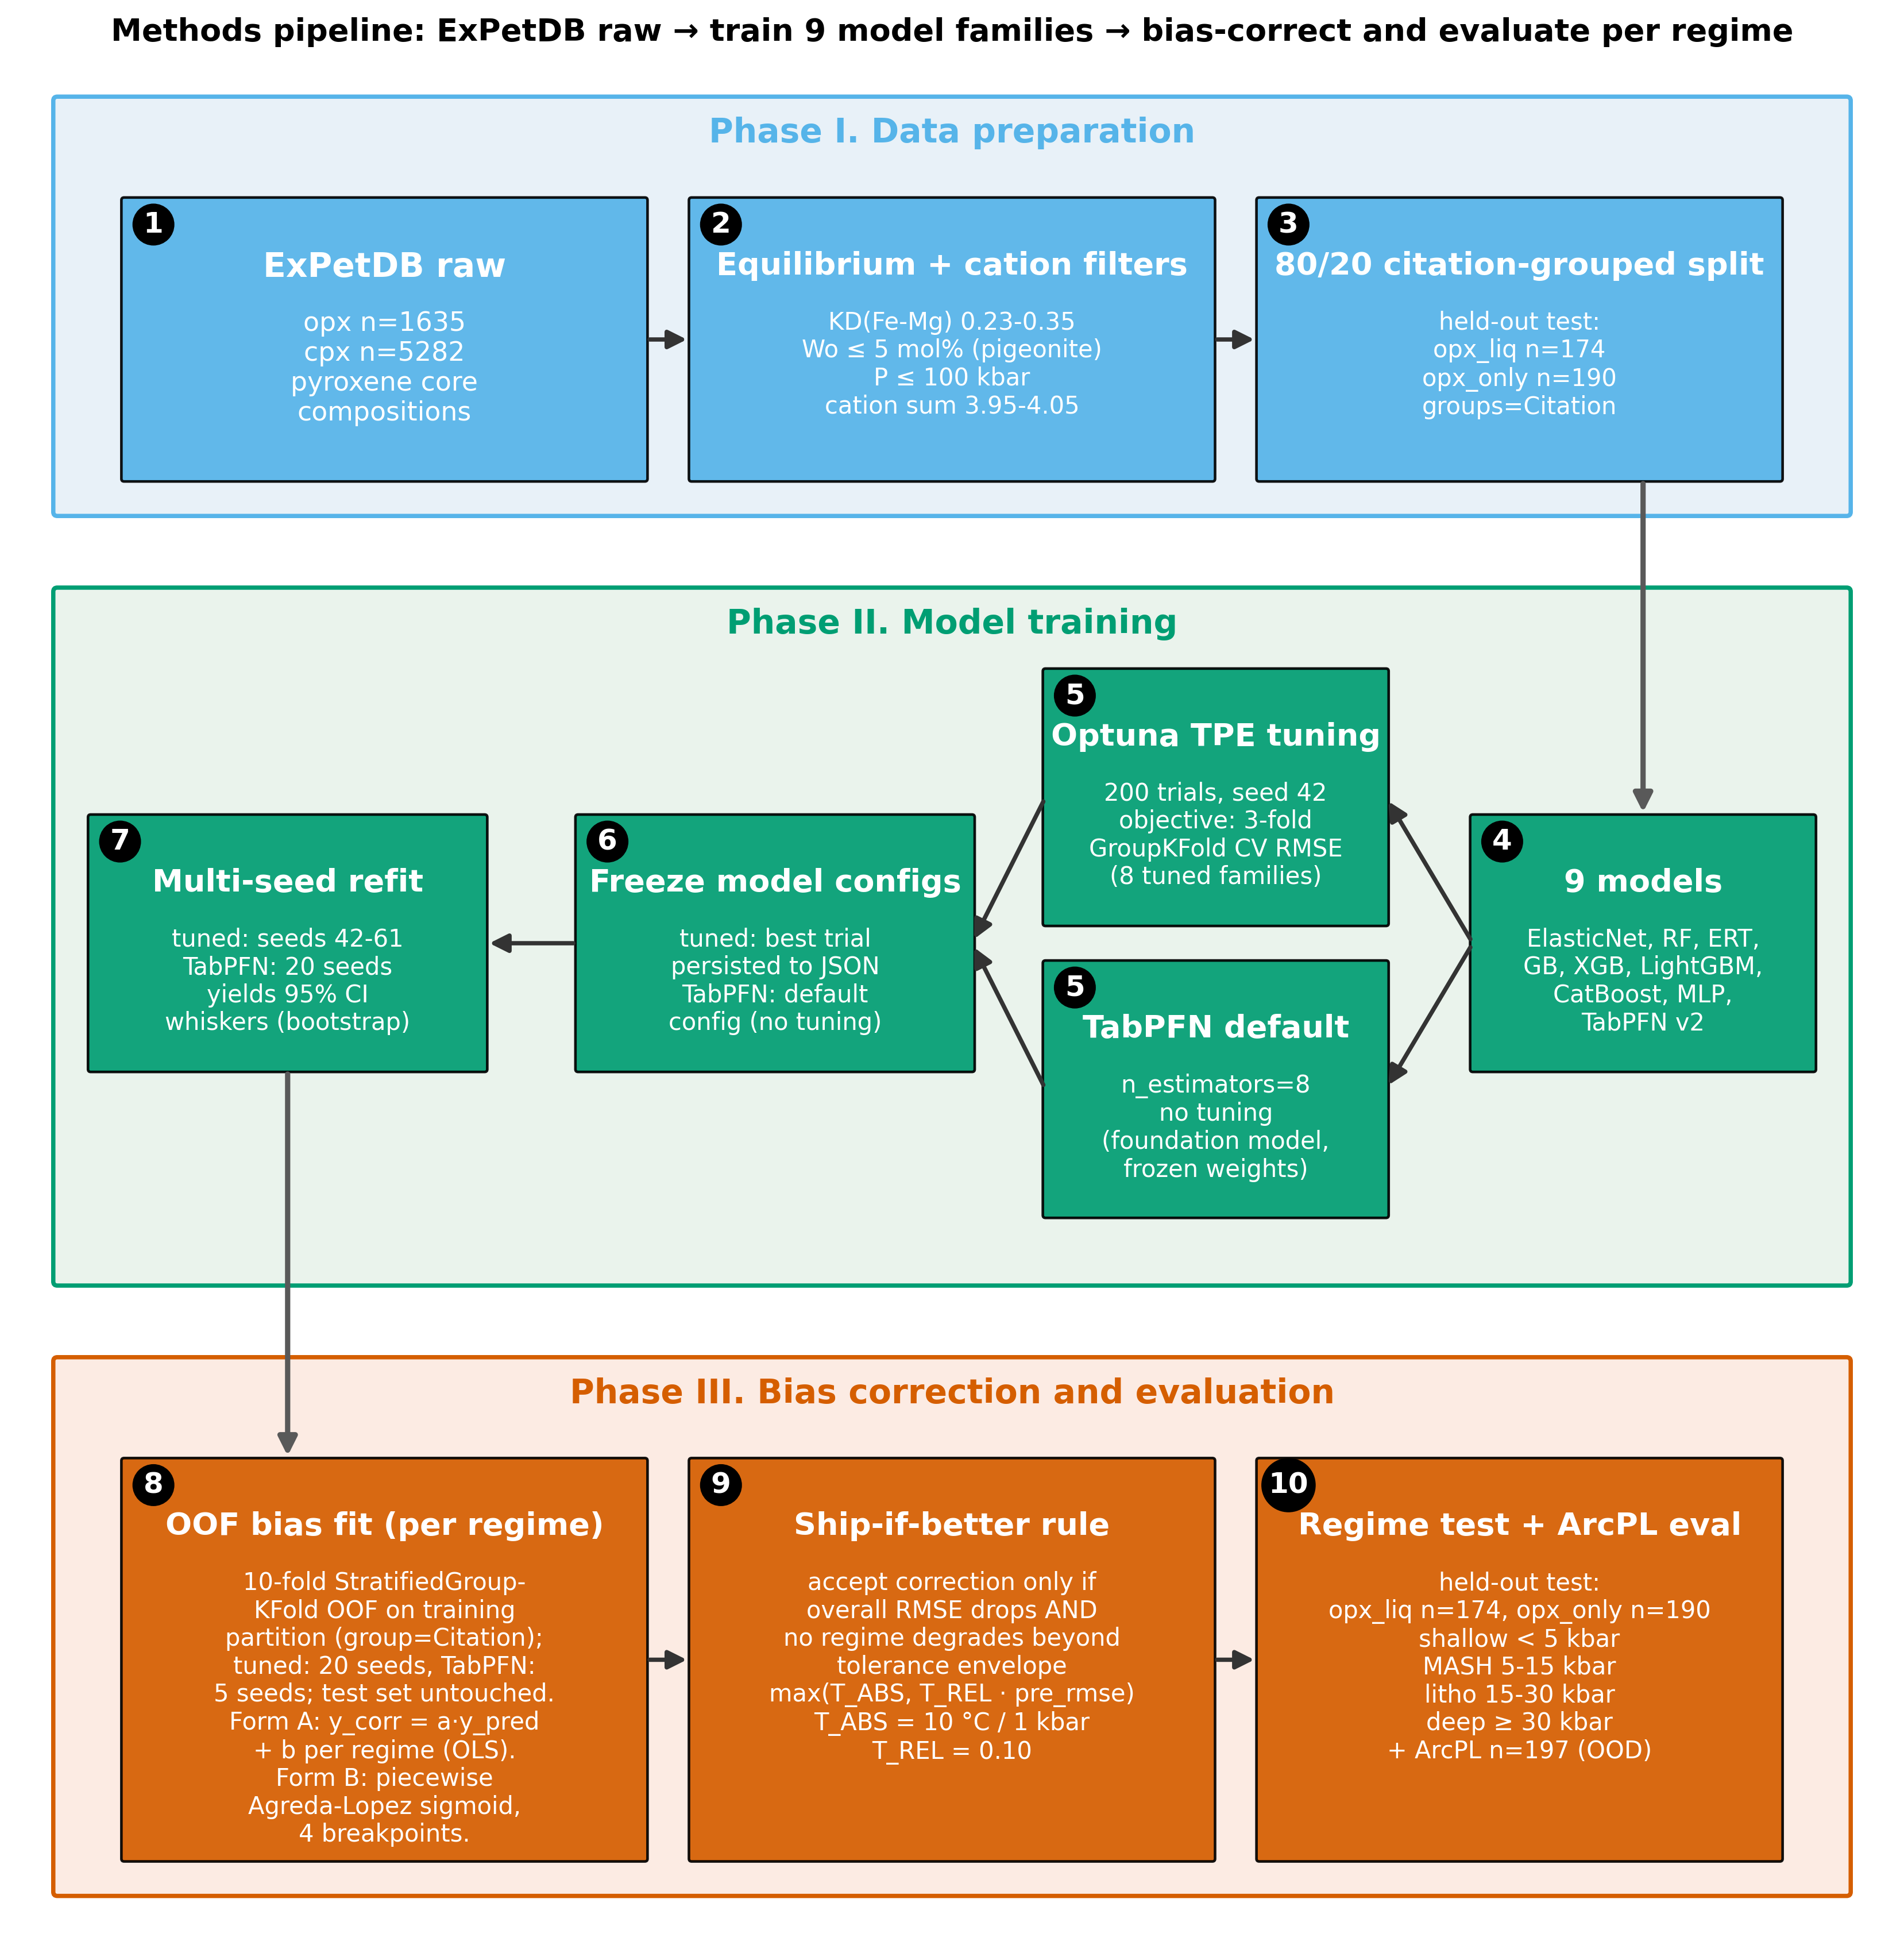 Methods pipeline: ExPetDB raw → train 9 model families → bias-correct and evaluate per regime
Phase I. Data preparation
1
ExPetDB raw
opx n=1635
cpx n=5282
pyroxene core
compositions
2
Equilibrium + cation filters
KD(Fe-Mg) 0.23-0.35
Wo ≤ 5 mol% (pigeonite)
P ≤ 100 kbar
cation sum 3.95-4.05
3
80/20 citation-grouped split
held-out test:
opx_liq n=174
opx_only n=190
groups=Citation
Phase II. Model training
4
9 models
ElasticNet, RF, ERT,
GB, XGB, LightGBM,
CatBoost, MLP,
TabPFN v2
5
Optuna TPE tuning
200 trials, seed 42
objective: 3-fold
GroupKFold CV RMSE
(8 tuned families)
5
TabPFN default
n_estimators=8
no tuning
(foundation model,
frozen weights)
6
Freeze model configs
tuned: best trial
persisted to JSON
TabPFN: default
config (no tuning)
7
Multi-seed refit
tuned: seeds 42-61
TabPFN: 20 seeds
yields 95% CI
whiskers (bootstrap)
Phase III. Bias correction and evaluation
8
OOF bias fit (per regime)
10-fold StratifiedGroup-
KFold OOF on training
partition (group=Citation);
tuned: 20 seeds, TabPFN:
5 seeds; test set untouched.
Form A: y_corr = a·y_pred
+ b per regime (OLS).
Form B: piecewise
Agreda-Lopez sigmoid,
4 breakpoints.
9
Ship-if-better rule
accept correction only if
overall RMSE drops AND
no regime degrades beyond
tolerance envelope
max(T_ABS, T_REL · pre_rmse)
T_ABS = 10 °C / 1 kbar
T_REL = 0.10
10
Regime test + ArcPL eval
held-out test:
opx_liq n=174, opx_only n=190
shallow < 5 kbar
MASH 5-15 kbar
litho 15-30 kbar
deep ≥ 30 kbar
+ ArcPL n=197 (OOD)